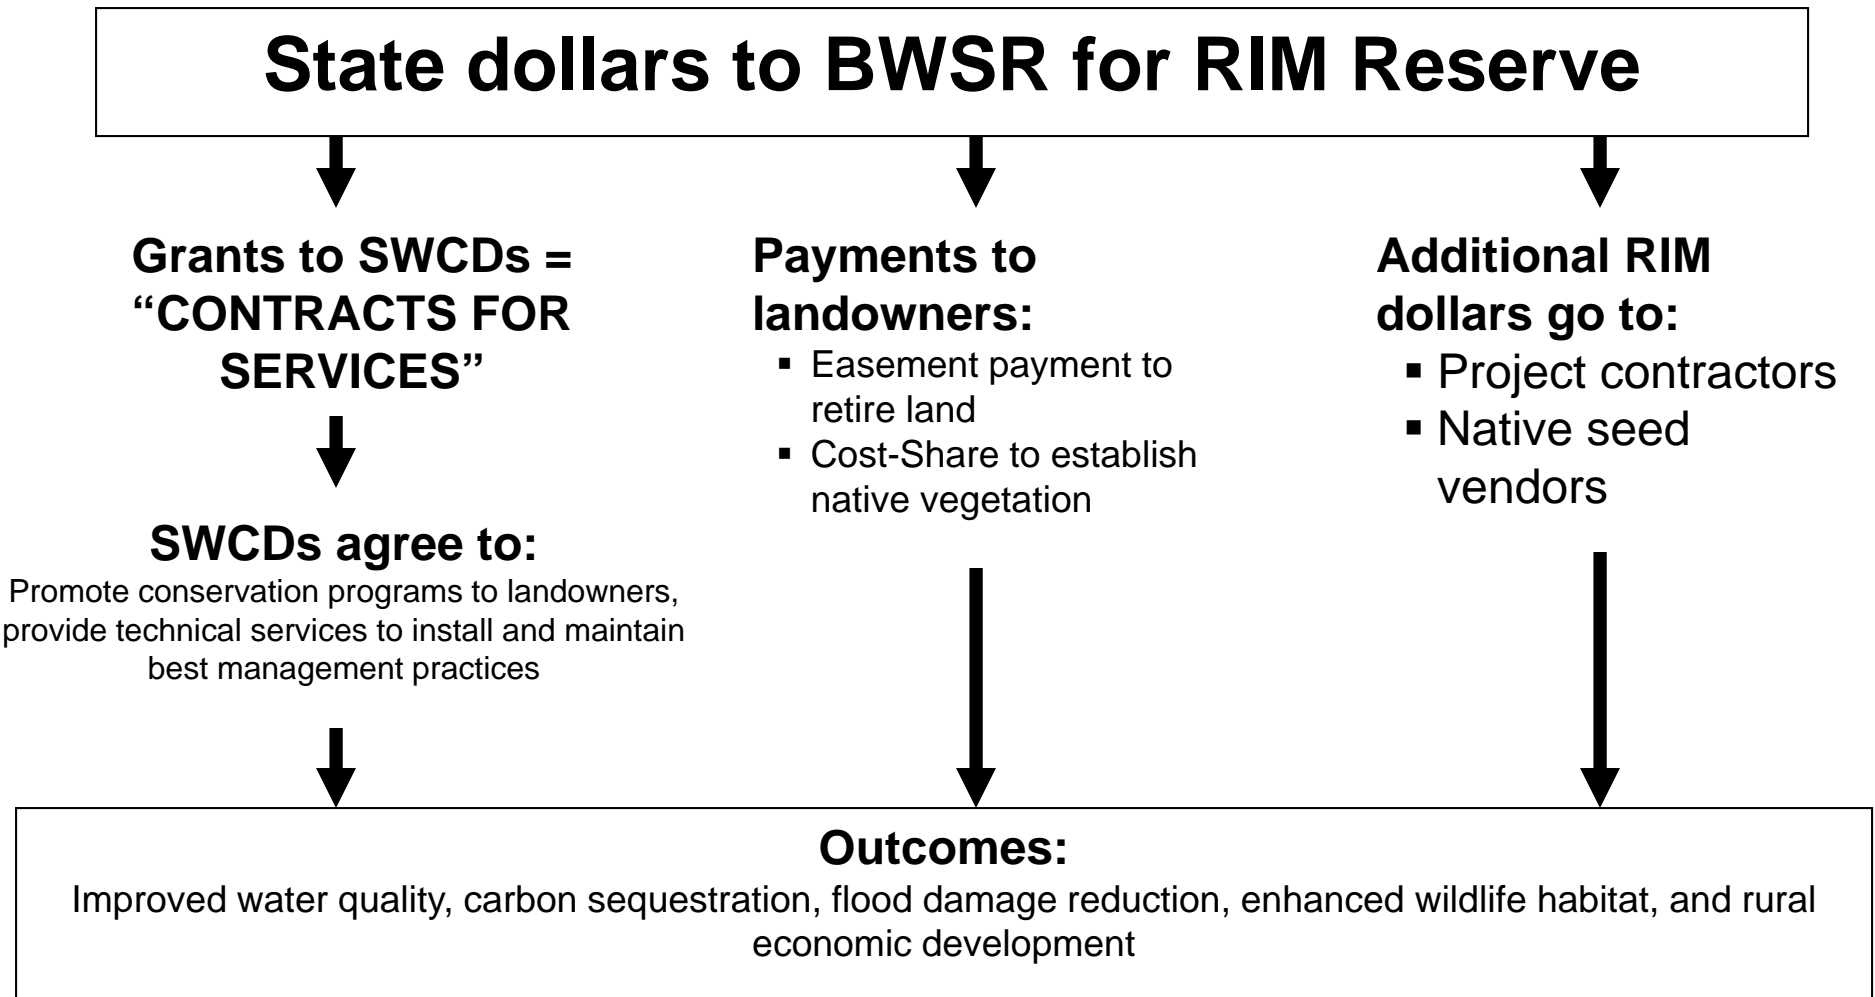 State dollars to BWSR for RIM Reserve
Grants to SWCDs =
“CONTRACTS FOR
SERVICES”
SWCDs agree to:
Promote conservation programs to landowners,
provide technical services to install and maintain
best management practices
Payments to
landowners:
▪ Easement payment to
retire land
▪ Cost-Share to establish
native vegetation
Additional RIM
dollars go to:
▪ Project contractors
▪ Native seed
vendors
Outcomes:
Improved water quality, carbon sequestration, flood damage reduction, enhanced wildlife habitat, and rural
economic development